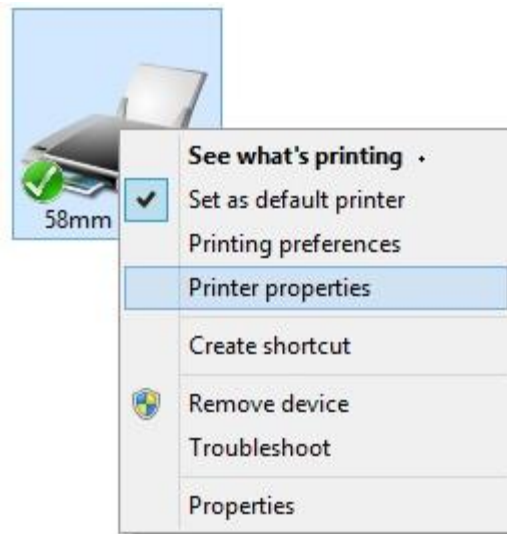 58mm
See what's printing
Set as default printer
Printing preferences
Printer properties
Create shortcut
Remove device
Troubleshoot
Properties